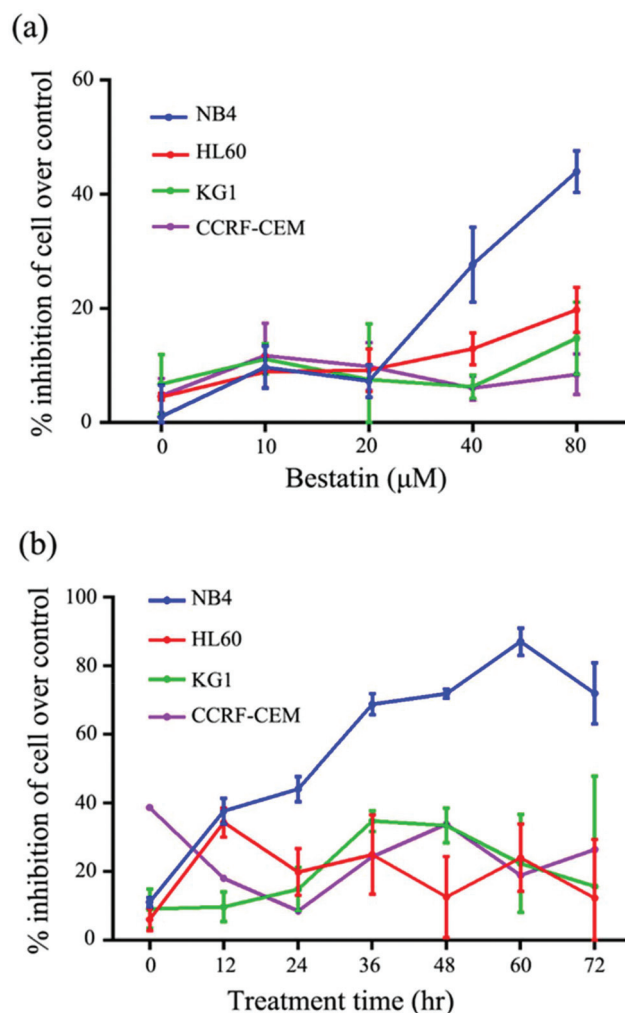 (a)
% inhibition of cell over control
60
40
20
0
NB4
HL60
KG1
CCRF-CEM
0 10 20 40 80
Bestatin (μM)
(b)
% inhibition of cell over control
100
80
60
40
20
0
NB4
HL60
KG1
CCRF-CEM
0 12 24 36 48 60 72
Treatment time (hr)